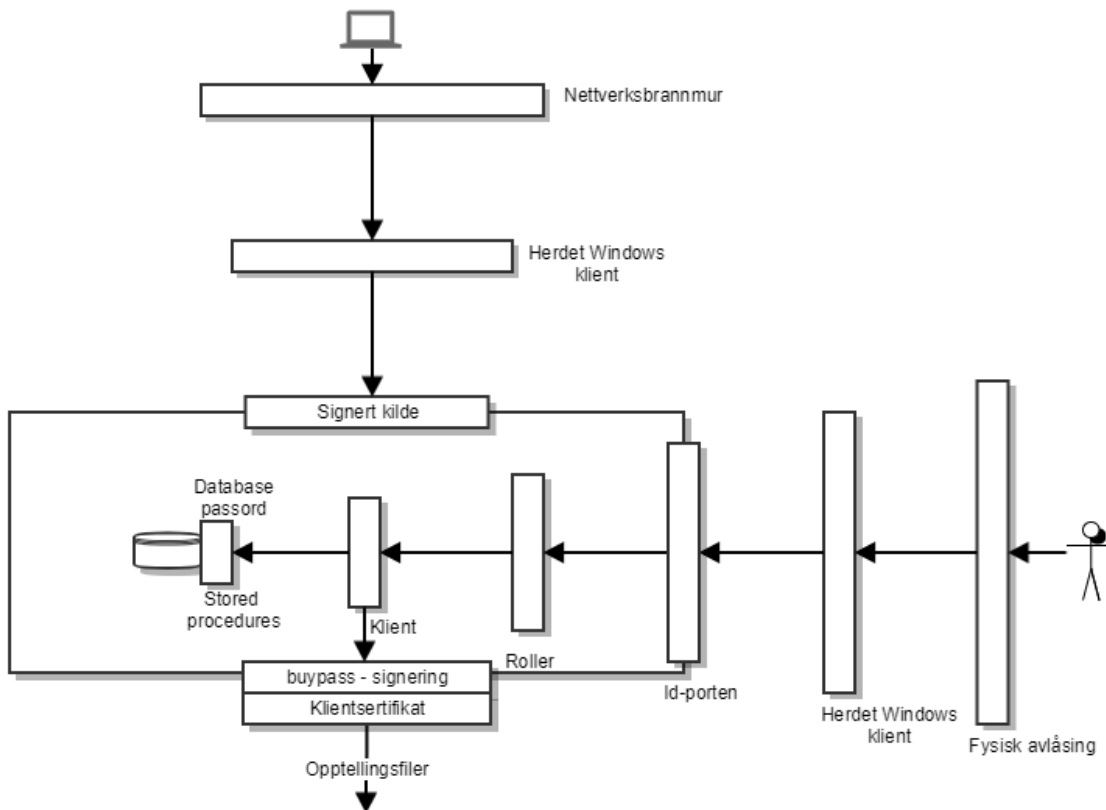 Nettverksbrannmur
Herdet Windows
klient
Signert kilde
Database
passord
Stored
procedures
Klient
Roller
Id-porten
Herdet Windows
klient
Fysisk avlåsing
buypass - signering
Klientsertifikat
Opptellingsfiler